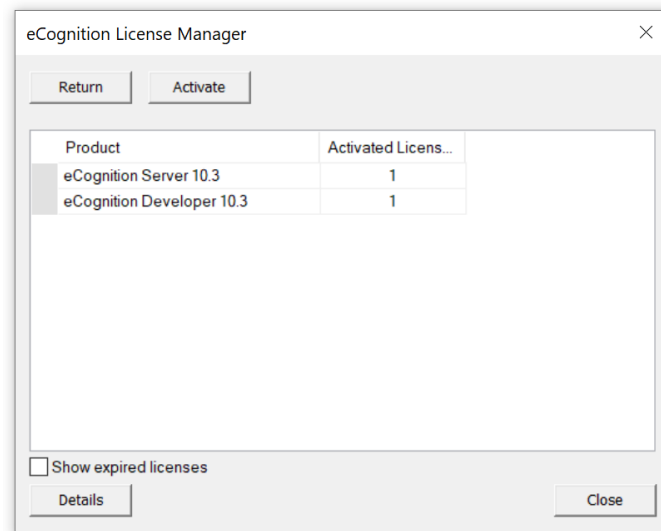 eCognition License Manager
Return Activate
Product Activated Licens...
eCognition Server 10.3 1
eCognition Developer 10.3 1
Show expired licenses
Details Close